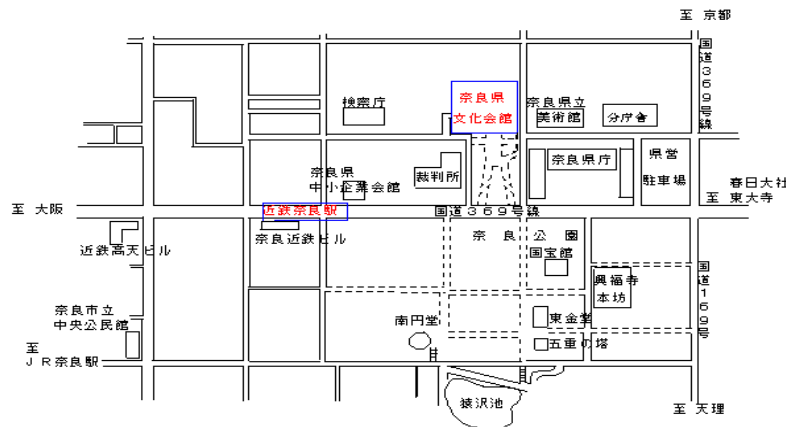 至 京都
国道369号線
検察庁
奈良県
文化会館
奈良県立
美術館
分庁舎
奈良県
中小企業会館
裁判所
奈良県庁
県営
駐車場
春日大社
至 東大寺
至 大阪
近鉄奈良駅
国道369号線
近鉄高天ビル
奈良近鉄ビル
奈良公園
国宝館
興福寺
本坊
国道169号
奈良市立
中央公民館
南円堂
東金堂
五重の塔
至
JR奈良駅
猿沢池
至 天理